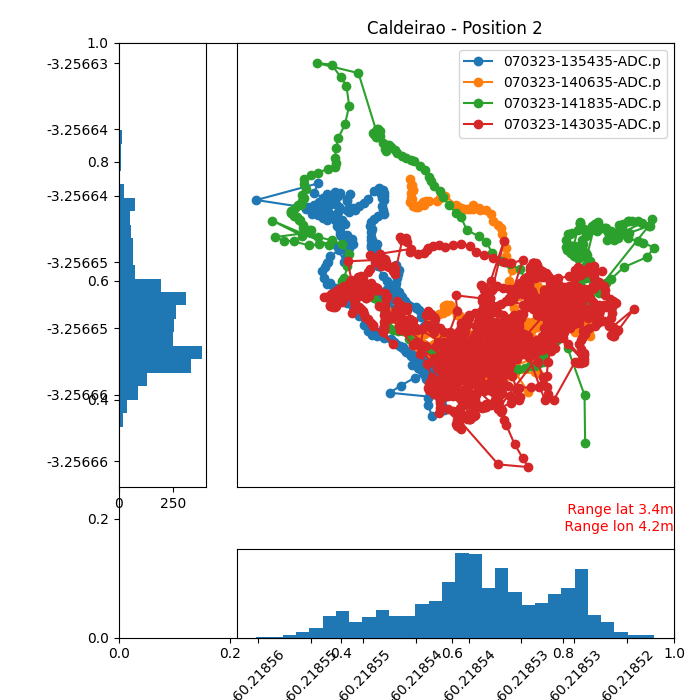 Caldeirao - Position 2
070323-135435-ADC.p
070323-140635-ADC.p
070323-141835-ADC.p
070323-143035-ADC.p
1.0
-3.25663
-3.25664
0.8
-3.25664
-3.25665
0.6
-3.25665
-3.25666
0.4
-3.25666
0 250
0.2
Range lat 3.4m
Range lon 4.2m
0.0
0.0 0.2 0.4 0.6 0.8 1.0
60.21856 60.21855 60.21855 60.21854 60.21854 60.21853 60.21853 60.21852